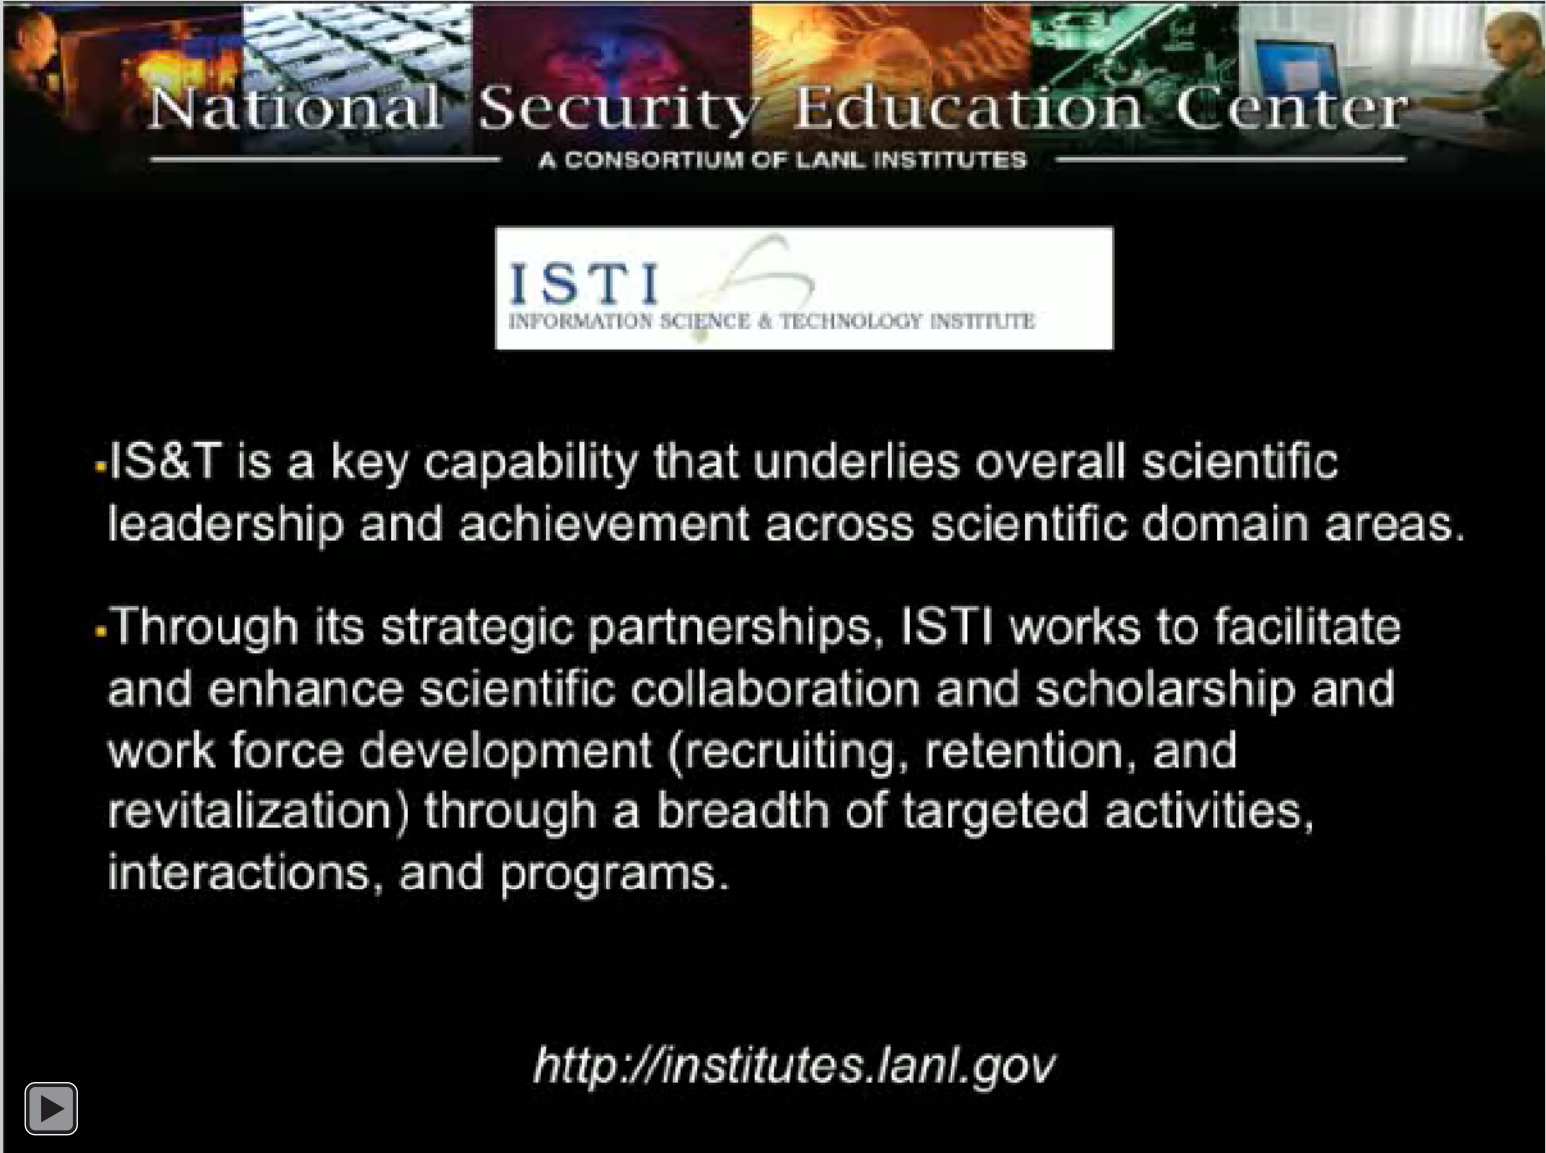 National Security Education Center
A CONSORTIUM OF LANL INSTITUTES
ISTI
INFORMATION SCIENCE & TECHNOLOGY INSTITUTE
▪IS&T is a key capability that underlies overall scientific
leadership and achievement across scientific domain areas.
▪Through its strategic partnerships, ISTI works to facilitate
and enhance scientific collaboration and scholarship and
work force development (recruiting, retention, and
revitalization) through a breadth of targeted activities,
interactions, and programs.
http://institutes.lanl.gov